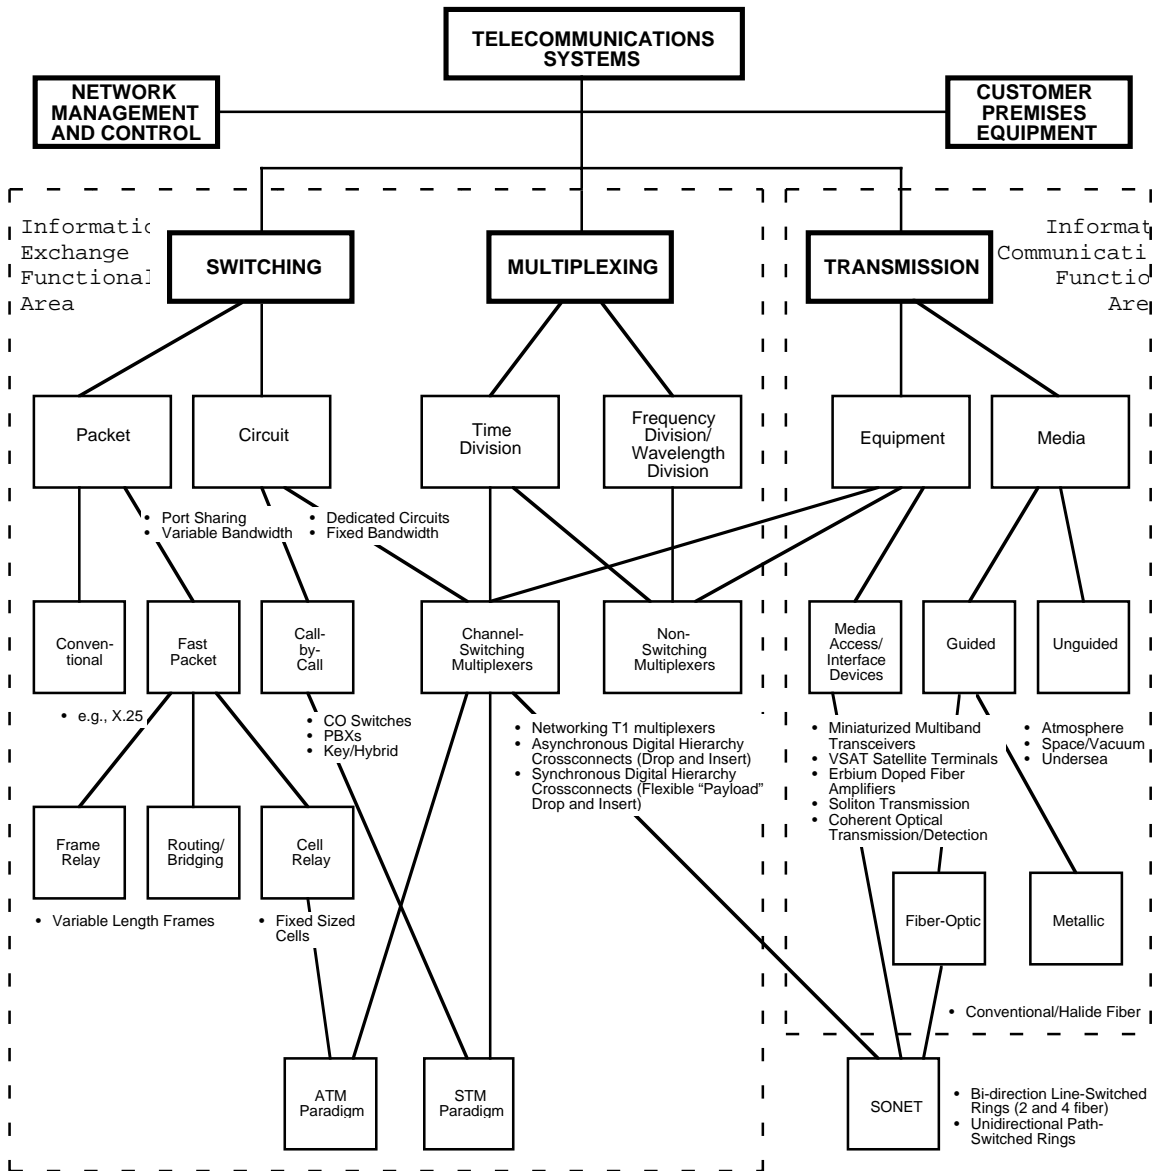 TELECOMMUNICATIONS
SYSTEMS
NETWORK
MANAGEMENT
AND CONTROL
CUSTOMER
PREMISES
EQUIPMENT
Exchange
Functional
Area
SWITCHING
MULTIPLEXING
TRANSMISSION
Packet
Circuit
Time
Division
Frequency
Division/
Wavelength
Division
Equipment
Media
• Port Sharing
• Variable Bandwidth
• Dedicated Circuits
• Fixed Bandwidth
Conven-
tional
Fast
Packet
Call-
by-
Call
Channel-
Switching
Multiplexers
Non-
Switching
Multiplexers
Media
Access/
Interface
Devices
Guided
Unguided
• e.g., X.25
• CO Switches
• PBXs
• Key/Hybrid
• Networking T1 multiplexers
• Asynchronous Digital Hierarchy
Crossconnects (Drop and Insert)
• Synchronous Digital Hierarchy
Crossconnects (Flexible “Payload”
Drop and Insert)
• Miniaturized Multiband
Transceivers
• VSAT Satellite Terminals
• Erbium Doped Fiber
Amplifiers
• Soliton Transmission
• Coherent Optical
Transmission/Detection
• Atmosphere
• Space/Vacuum
• Undersea
Frame
Relay
Routing/
Bridging
Cell
Relay
• Variable Length Frames
• Fixed Sized
Cells
Fiber-Optic
Metallic
• Conventional/Halide Fiber
ATM
Paradigm
STM
Paradigm
SONET
• Bi-direction Line-Switched
Rings (2 and 4 fiber)
• Unidirectional Path-
Switched Rings